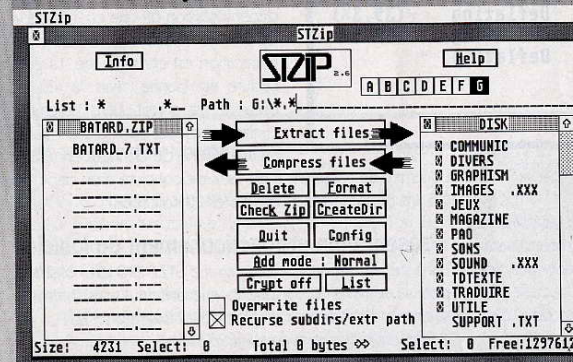 STZip
STZip
Info
STZIP 2.6
Help
A B C D E F G
List : * .*__ Path : G:\*.*
BATARD.ZIP
BATARD_7.TXT
Extract files
Compress files
Delete Format
Check Zip CreateDir
Quit Config
Add mode : Normal
Crypt off List
Overwrite files
Recurse subdirs/extr path
DISK
COMMUNIC
DIVERS
GRAPHISM
IMAGES .XXX
JEUX
MAGAZINE
PAO
SONS
SOUND .XXX
TDTEXTE
TRADUIRE
UTILE
SUPPORT .TXT
Size: 4231 Select: 0 Total 0 bytes Select: 0 Free:1297612